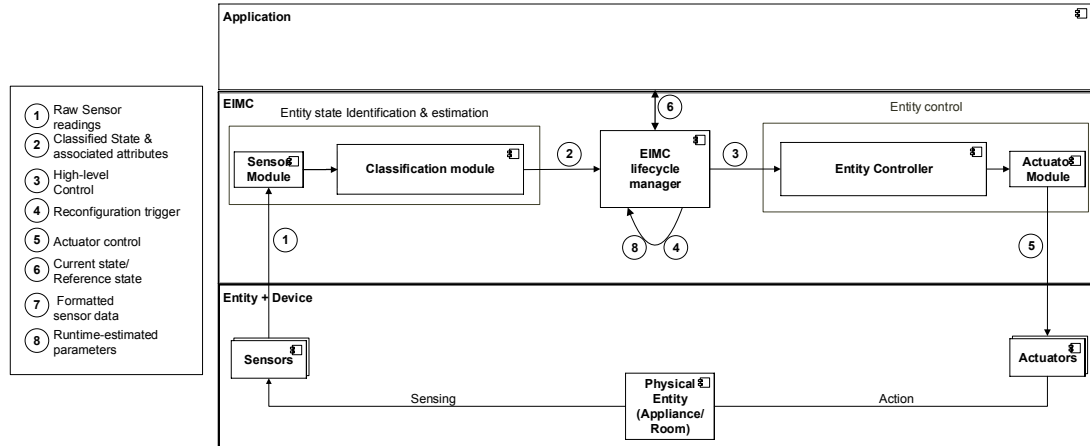 Application
1 Raw Sensor
readings
2 Classified State &
associated attributes
3 High-level
Control
4 Reconfiguration trigger
5 Actuator control
6 Current state/
Reference state
7 Formatted
sensor data
8 Runtime-estimated
parameters
EIMC
Entity state Identification & estimation
6
Entity control
Sensor
Module
Classification module
2
EIMC
lifecycle
manager
3
Entity Controller
Actuator
Module
1
8
4
5
Entity + Device
Sensors
Sensing
Physical
Entity
(Appliance/
Room)
Action
Actuators